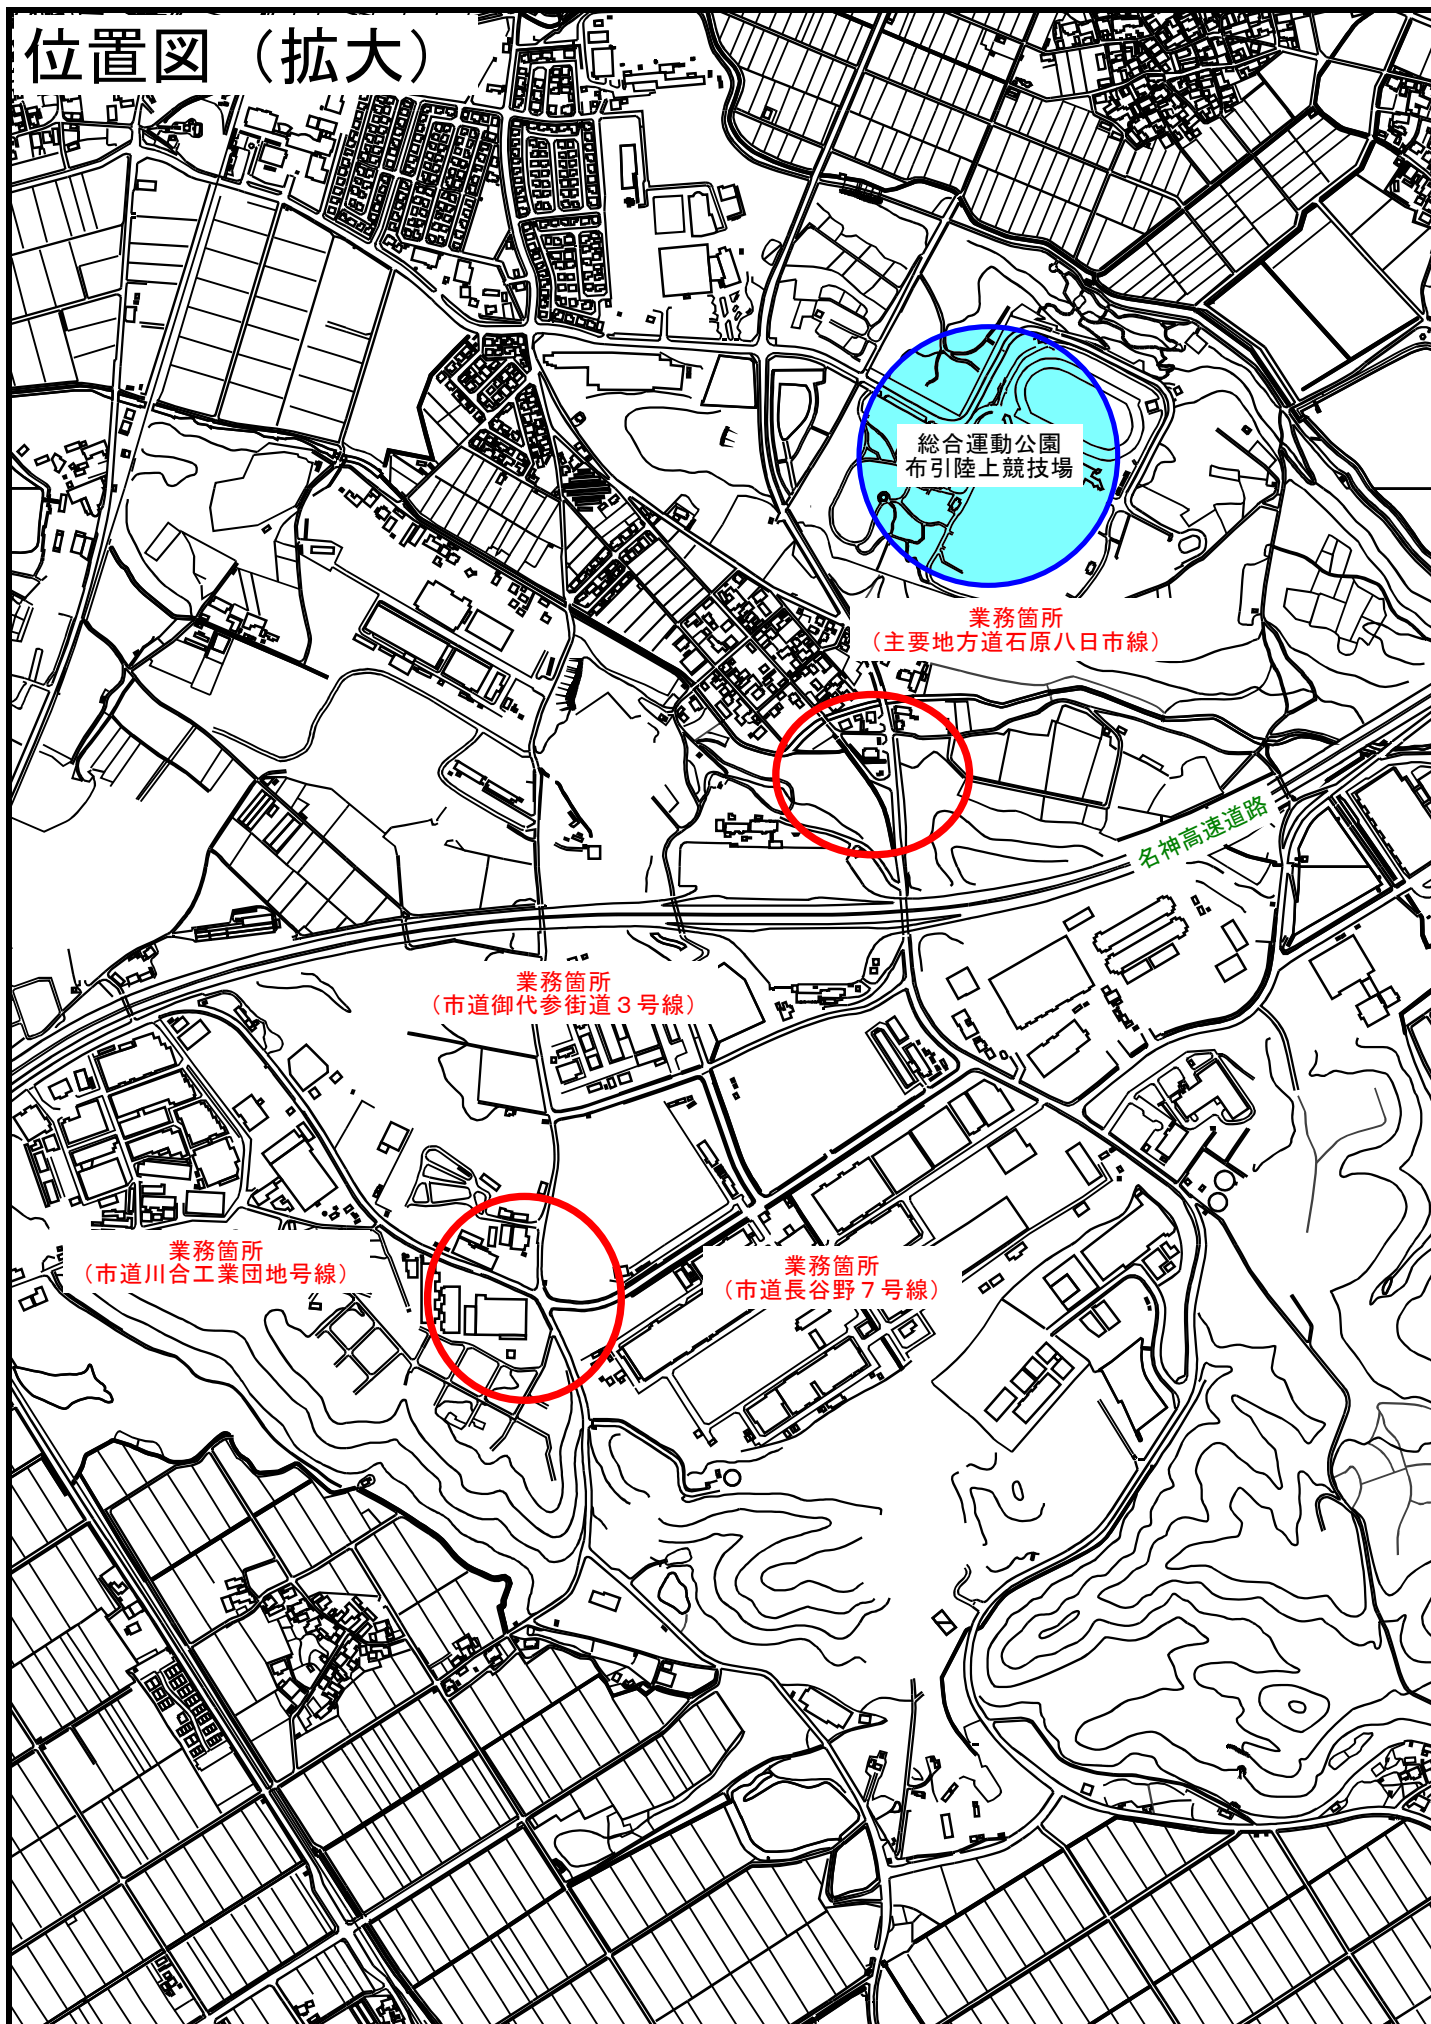 位置図（拡大）
総合運動公園
布引陸上競技場
業務箇所
（主要地方道石原八日市線）
名神高速道路
業務箇所
（市道御代参街道３号線）
業務箇所
（市道川合工業団地号線）
業務箇所
（市道長谷野７号線）